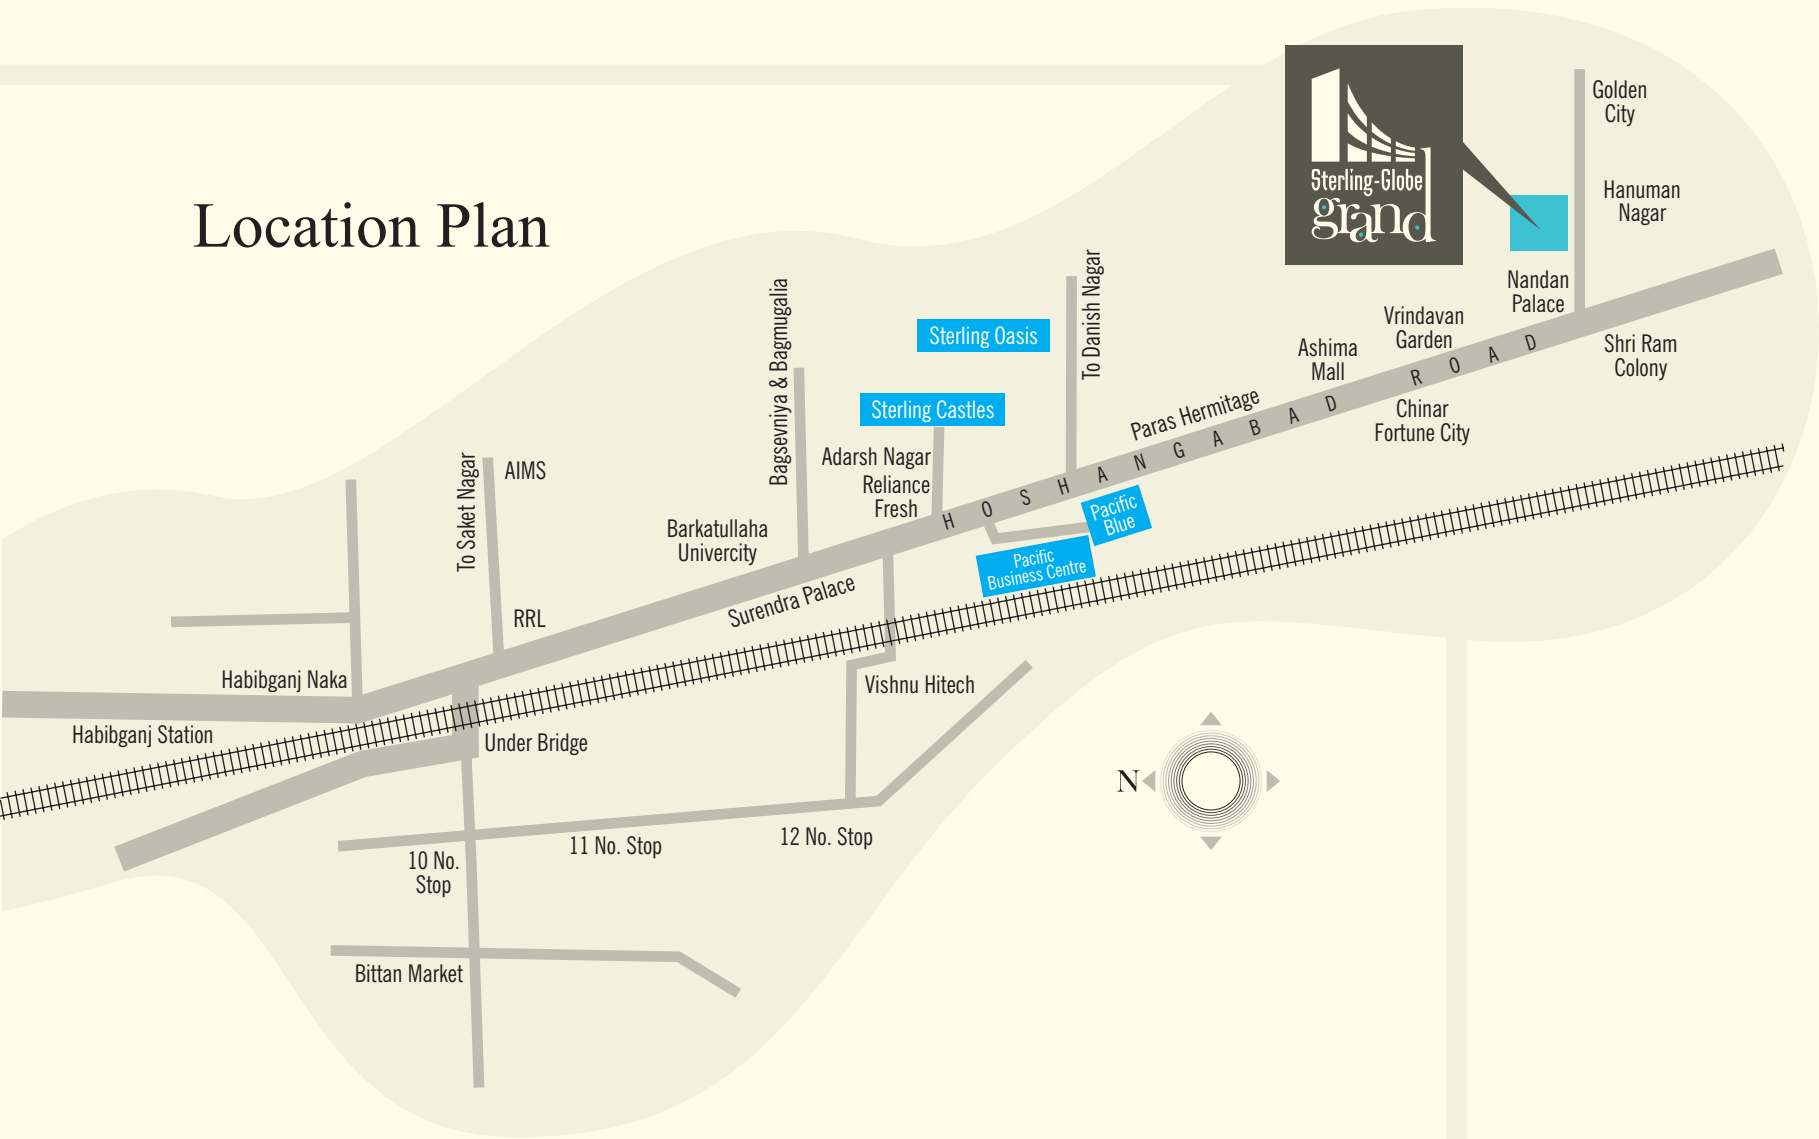 Location Plan
Sterling-Globe
grand
Golden
City
Hanuman
Nagar
Nandan
Palace
Shri Ram
Colony
Vrindavan
Garden
Ashima
Mall
Chinar
Fortune City
Paras Hermitage
HOSHANGABAD ROAD
To Danish Nagar
Sterling Oasis
Sterling Castles
Bagsevniya & Bagmugalia
Adarsh Nagar
Reliance
Fresh
Pacific
Blue
Pacific
Business Centre
Barkatullaha
Univercity
Surendra Palace
To Saket Nagar
AIMS
RRL
Habibganj Naka
Habibganj Station
Under Bridge
Vishnu Hitech
N
12 No. Stop
11 No. Stop
10 No.
Stop
Bittan Market